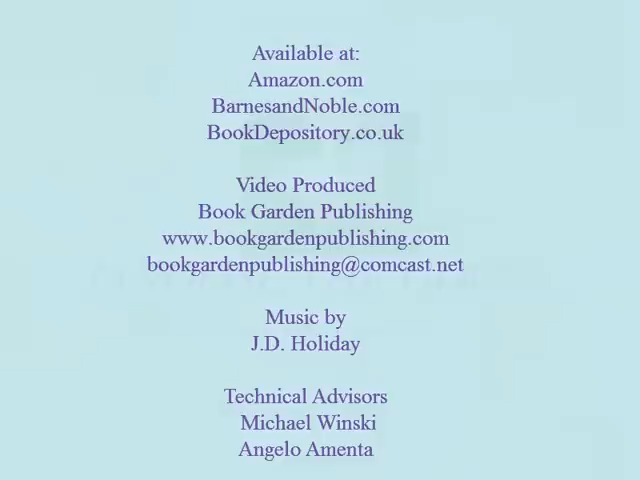 Available at:
Amazon.com
BarnesandNoble.com
BookDepository.co.uk
Video Produced
Book Garden Publishing
www.bookgardenpublishing.com
bookgardenpublishing@comcast.net
Music by
J.D. Holiday
Technical Advisors
Michael Winski
Angelo Amenta